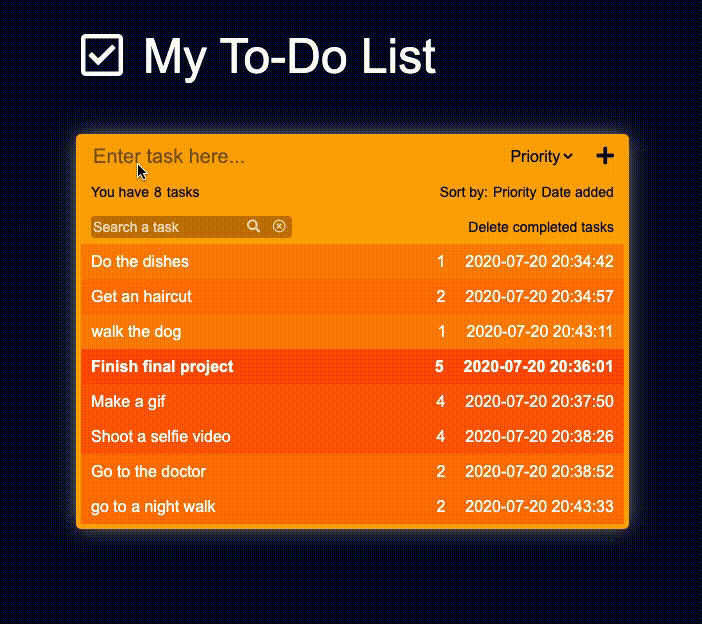 My To-Do List
Enter task here... Priority
You have 8 tasks Sort by: Priority Date added
Search a task Delete completed tasks
Do the dishes 1 2020-07-20 20:34:42
Get an haircut 2 2020-07-20 20:34:57
walk the dog 1 2020-07-20 20:43:11
Finish final project 5 2020-07-20 20:36:01
Make a gif 4 2020-07-20 20:37:50
Shoot a selfie video 4 2020-07-20 20:38:26
Go to the doctor 2 2020-07-20 20:38:52
go to a night walk 2 2020-07-20 20:43:33